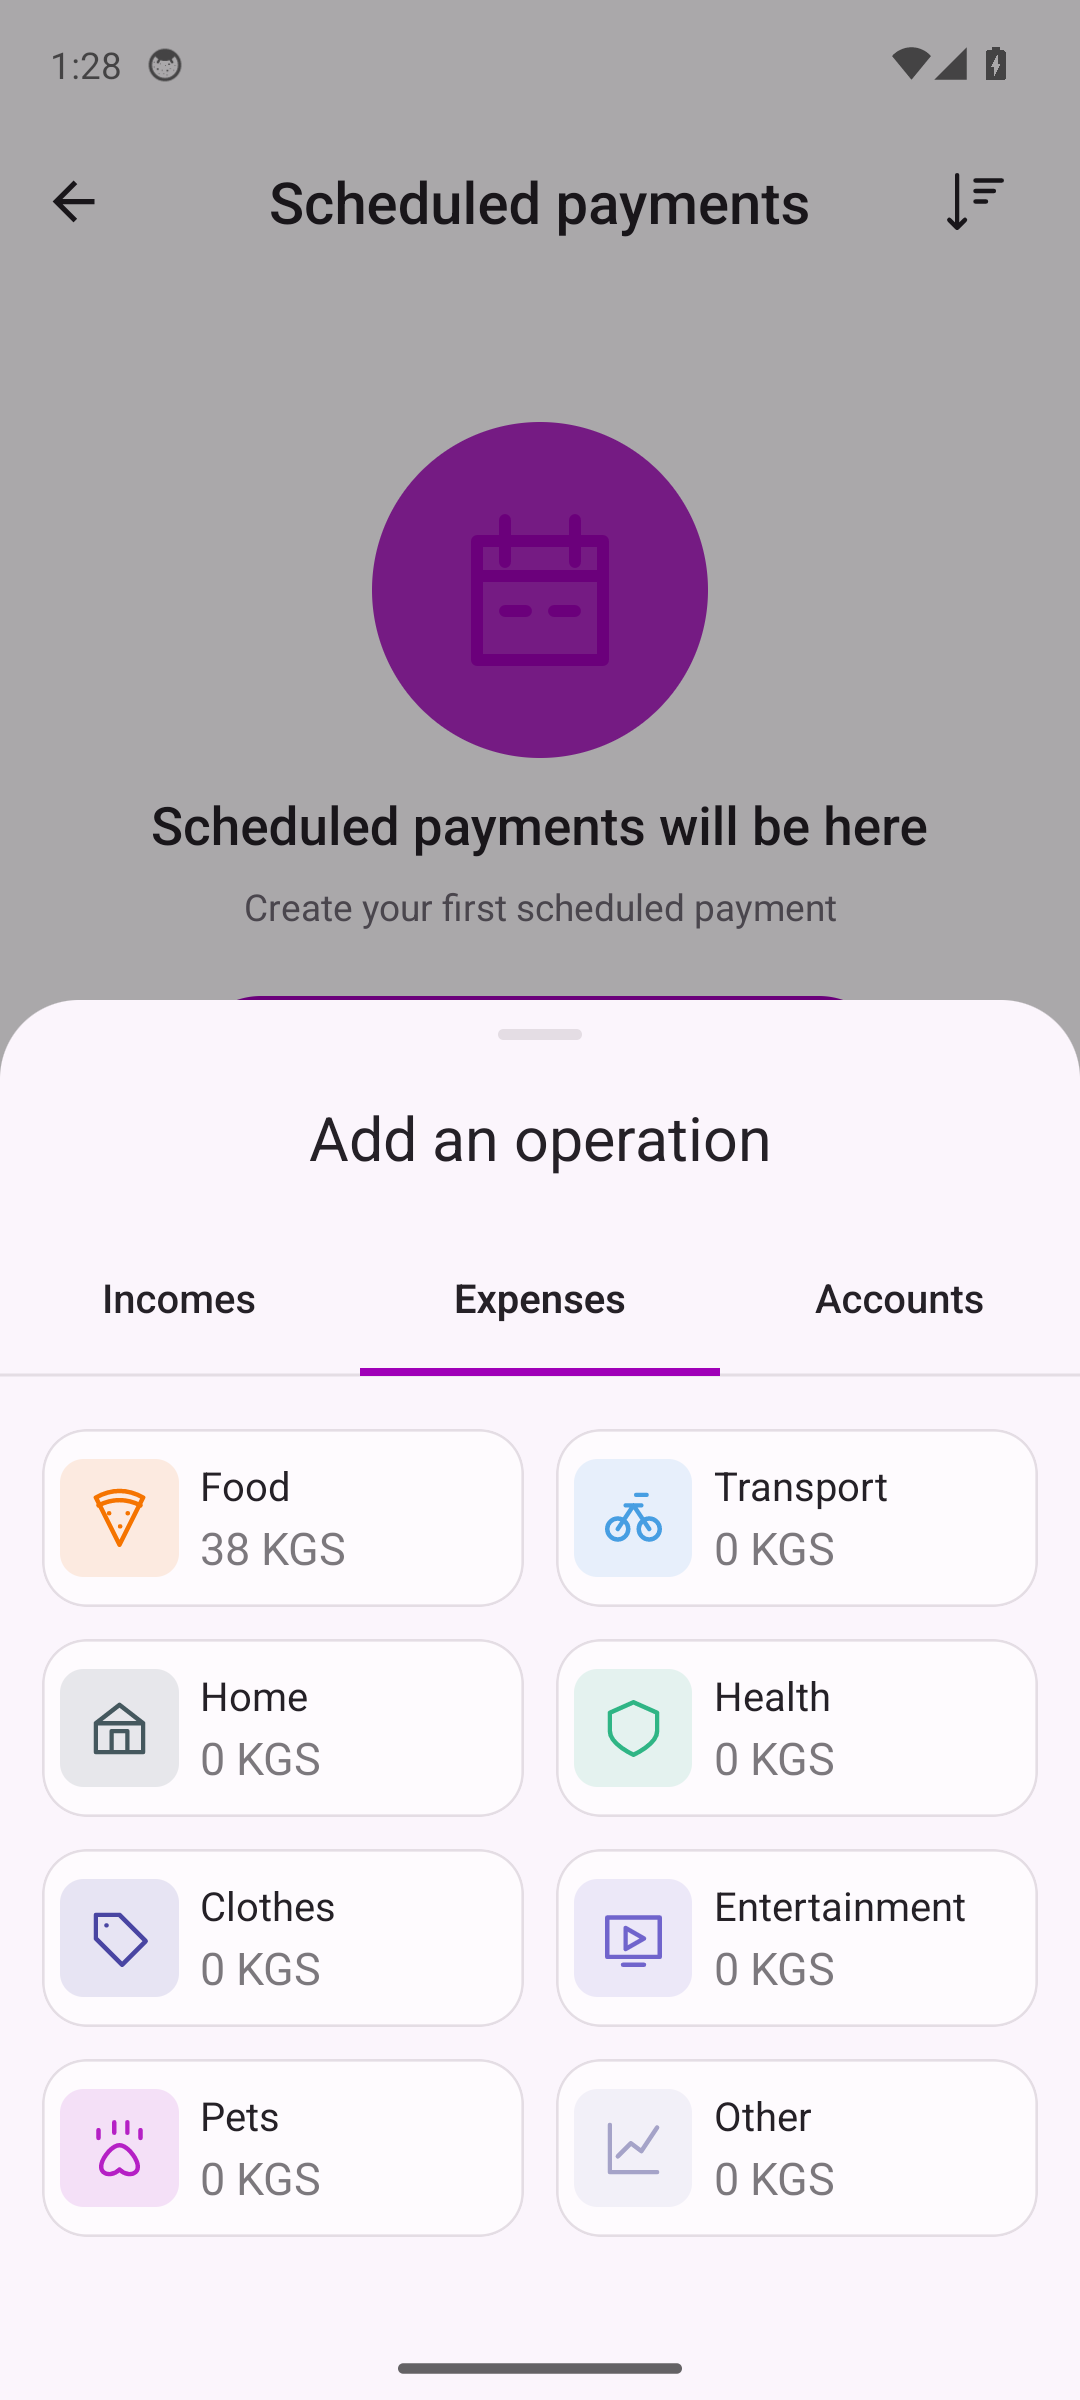 1:28
Scheduled payments
Scheduled payments will be here
Create your first scheduled payment
Add an operation
Incomes
Expenses
Accounts
Food
38 KGS
Transport
0 KGS
Home
0 KGS
Health
0 KGS
Clothes
0 KGS
Entertainment
0 KGS
Pets
0 KGS
Other
0 KGS